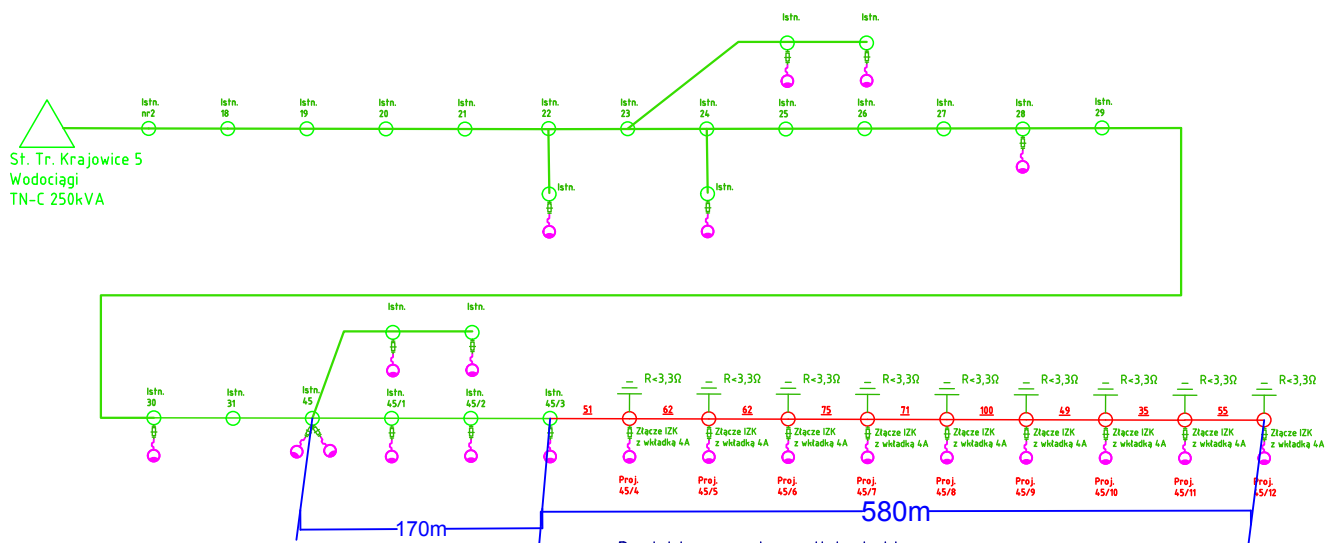 Istn.
Istn.
Istn.
nr2
Istn.
18
Istn.
19
Istn.
20
Istn.
21
Istn.
22
Istn.
23
Istn.
24
Istn.
25
Istn.
26
Istn.
27
Istn.
28
Istn.
29
St. Tr. Krajowice 5
Wodociągi
TN-C 250kVA
Istn.
Istn.
Istn.
Istn.
Istn.
30
Istn.
31
Istn.
45
Istn.
45/1
Istn.
45/2
Istn.
45/3
R<3,3Ω
R<3,3Ω
R<3,3Ω
R<3,3Ω
R<3,3Ω
R<3,3Ω
R<3,3Ω
R<3,3Ω
R<3,3Ω
51
62
62
75
71
100
49
35
55
Złącze IZK
z wkładką 4A
Złącze IZK
z wkładką 4A
Złącze IZK
z wkładką 4A
Złącze IZK
z wkładką 4A
Złącze IZK
z wkładką 4A
Złącze IZK
z wkładką 4A
Złącze IZK
z wkładką 4A
Złącze IZK
z wkładką 4A
Złącze IZK
z wkładką 4A
Proj.
45/4
Proj.
45/5
Proj.
45/6
Proj.
45/7
Proj.
45/8
Proj.
45/9
Proj.
45/10
Proj.
45/11
Proj.
45/12
170m
580m